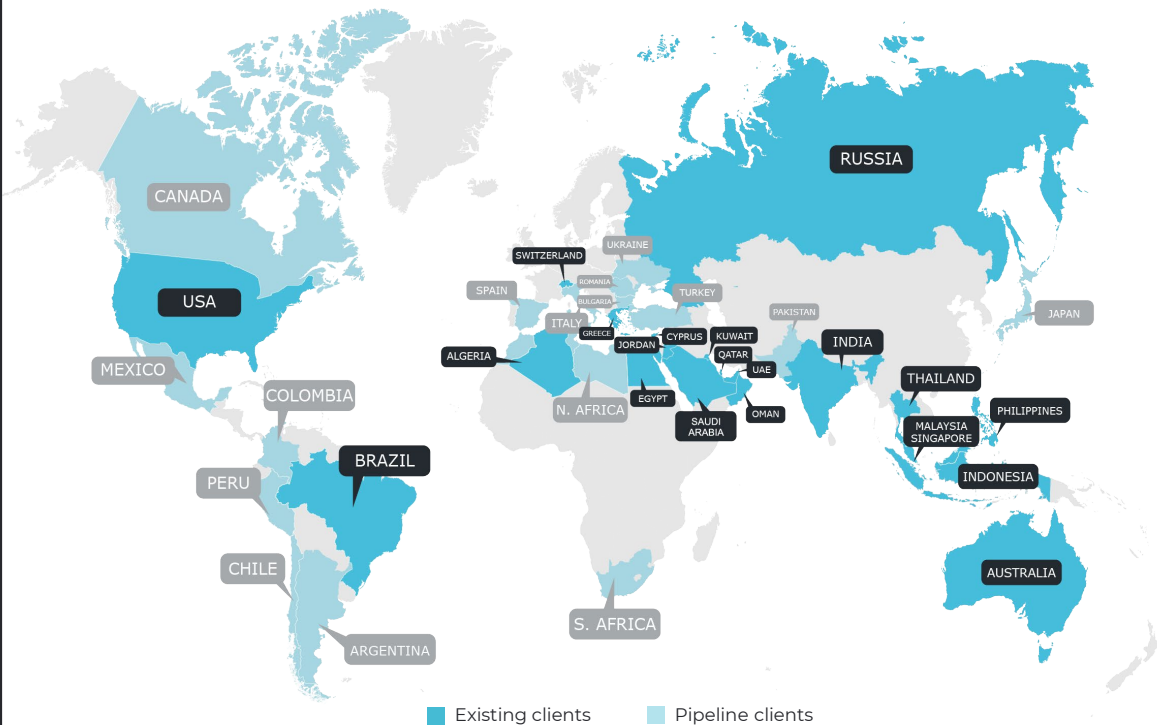 RUSSIA
CANADA
UKRAINE
SWITZERLAND
ROMANIA
SPAIN
TURKEY
USA
BULGARIA
PAKISTAN
JAPAN
ITALY
GREECE
CYPRUS
KUWAIT
JORDAN
INDIA
ALGERIA
QATAR
MEXICO
UAE
THAILAND
COLOMBIA
EGYPT
N. AFRICA
OMAN
PHILIPPINES
SAUDI
ARABIA
MALAYSIA
SINGAPORE
BRAZIL
INDONESIA
PERU
CHILE
AUSTRALIA
S. AFRICA
ARGENTINA
Existing clients
Pipeline clients